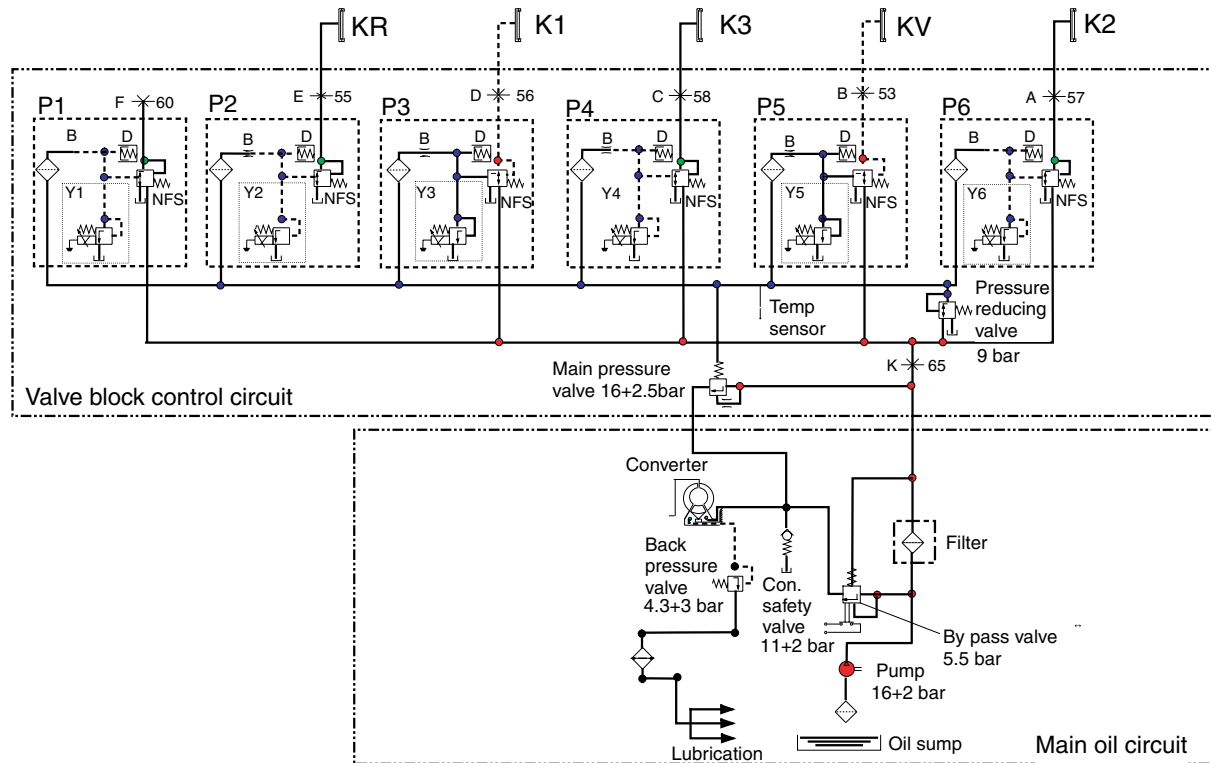 KR K1 K3 KV K2
F 60 E 55 D 56 C 58 B 53 A 57
P1 P2 P3 P4 P5 P6
B D B D B D B D B D B D
Y1 NFS Y2 NFS Y3 NFS Y4 NFS Y5 NFS Y6 NFS
Temp
sensor
Pressure
reducing
valve
9 bar
Main pressure
valve 16+2.5bar
K 65
Valve block control circuit
Converter
Filter
Back
pressure
valve
4.3+3 bar
Con.
safety
valve
11+2 bar
By pass valve
5.5 bar
Pump
16+2 bar
Lubrication
Oil sump
Main oil circuit